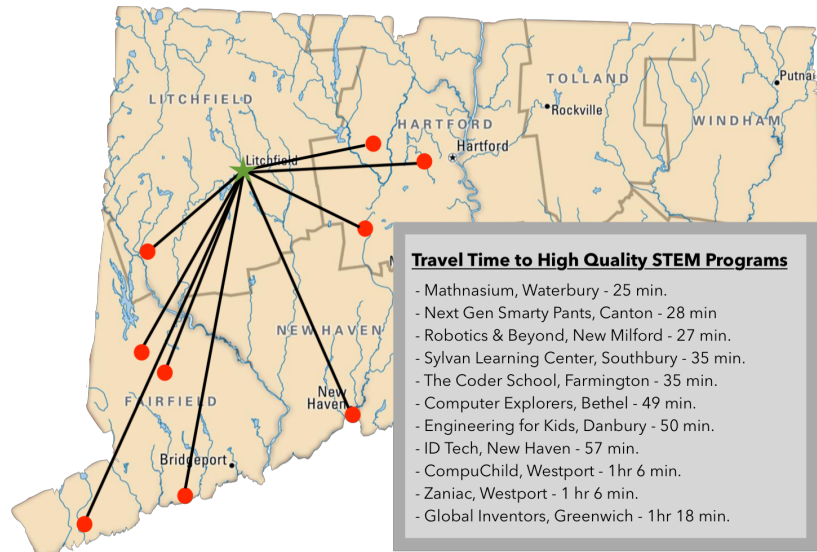 LITCHFIELD
Litchfield
HARTFORD
Hartford
TOLLAND
Rockville
Putna
WINDHAM
NEW HAVEN
New
Haven
FAIRFIELD
Bridgeport
Travel Time to High Quality STEM Programs
- Mathnasium, Waterbury - 25 min.
- Next Gen Smarty Pants, Canton - 28 min
- Robotics & Beyond, New Milford - 27 min.
- Sylvan Learning Center, Southbury - 35 min.
- The Coder School, Farmington - 35 min.
- Computer Explorers, Bethel - 49 min.
- Engineering for Kids, Danbury - 50 min.
- ID Tech, New Haven - 57 min.
- CompuChild, Westport - 1hr 6 min.
- Zaniac, Westport - 1 hr 6 min.
- Global Inventors, Greenwich - 1hr 18 min.